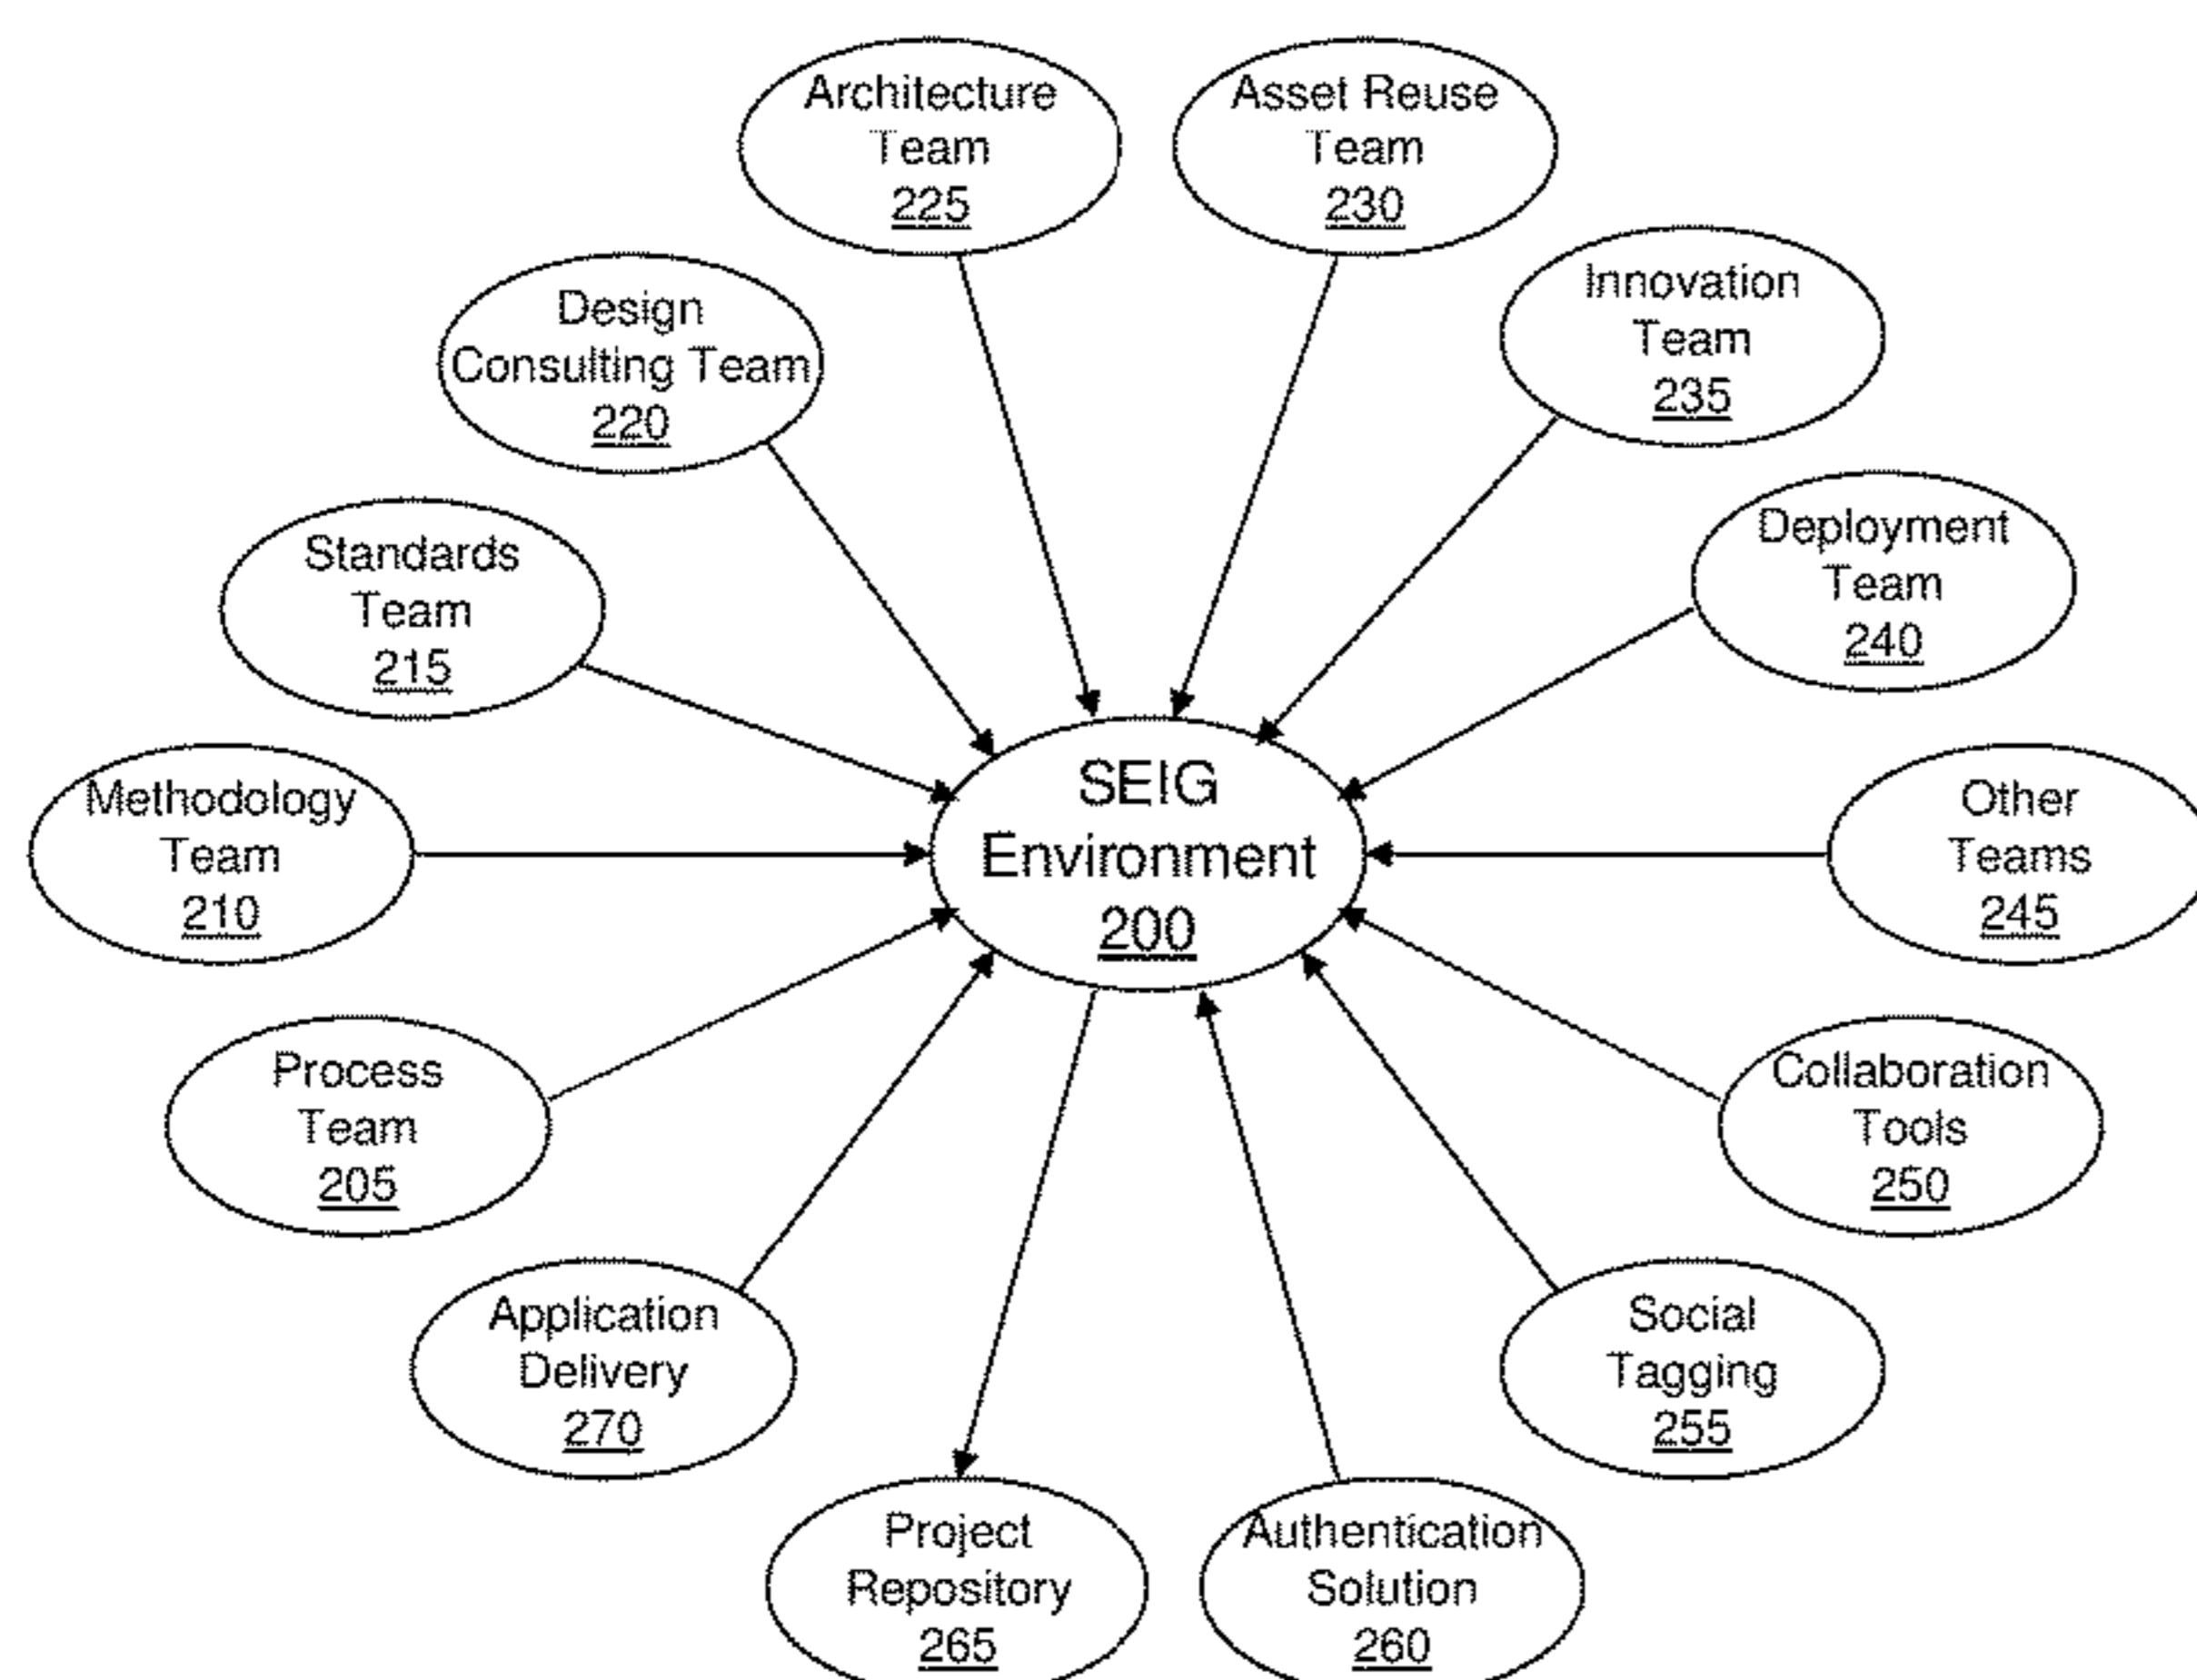 Architecture
Team
225
Asset Reuse
Team
230
Innovation
Team
235
Design
Consulting Team
220
Deployment
Team
240
Standards
Team
215
SEIG
Environment
200
Methodology
Team
210
Other
Teams
245
Process
Team
205
Collaboration
Tools
250
Application
Delivery
270
Social
Tagging
255
Project
Repository
265
Authentication
Solution
260